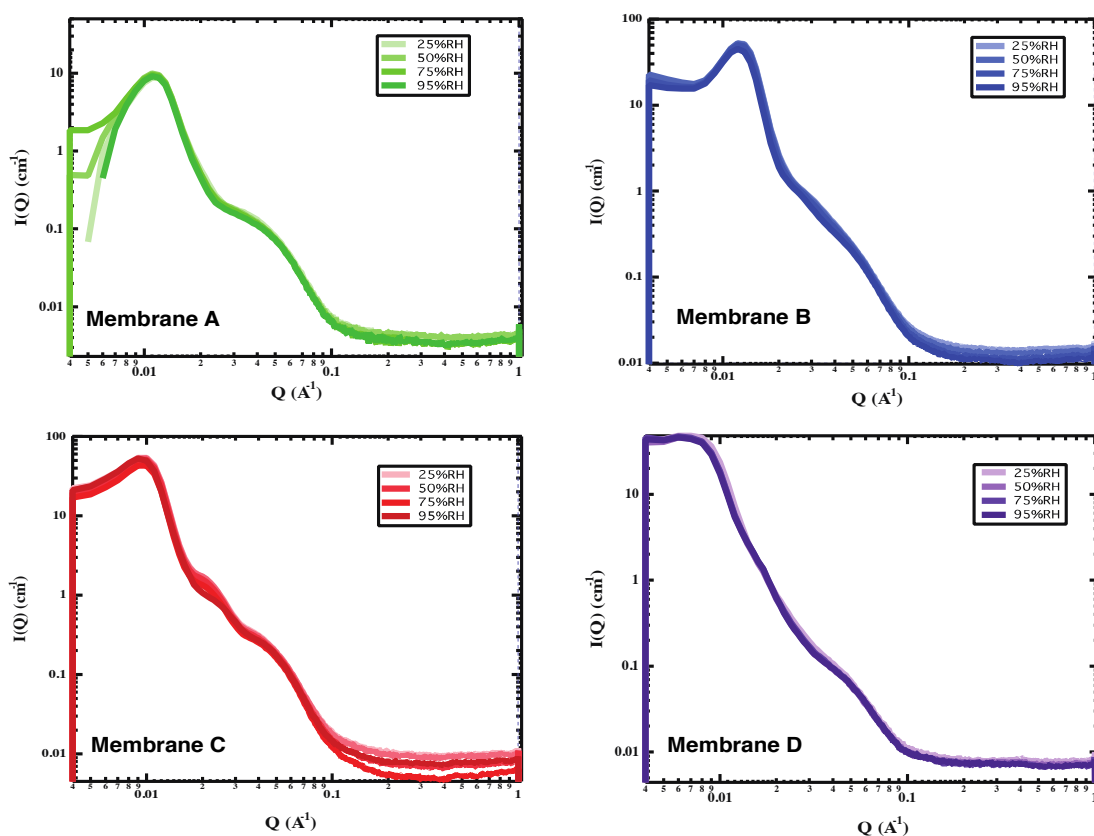 25%RH
50%RH
75%RH
95%RH
10
1
0.1
0.01
I(Q) (cm-1)
Membrane A
4 5 6 7 8 9 0.01 2 3 4 5 6 7 8 9 0.1 2 3 4 5 6 7 8 9 1
Q (A-1)
25%RH
50%RH
75%RH
95%RH
100
10
1
0.1
0.01
I(Q) (cm-1)
Membrane B
4 5 6 7 8 9 0.01 2 3 4 5 6 7 8 9 0.1 2 3 4 5 6 7 8 9 1
Q (A-1)
25%RH
50%RH
75%RH
95%RH
100
10
1
0.1
0.01
I(Q) (cm-1)
Membrane C
4 5 6 7 8 9 0.01 2 3 4 5 6 7 8 9 0.1 2 3 4 5 6 7 8 9 1
Q (A-1)
25%RH
50%RH
75%RH
95%RH
10
1
0.1
0.01
I(Q) (cm-1)
Membrane D
4 5 6 7 8 9 0.01 2 3 4 5 6 7 8 9 0.1 2 3 4 5 6 7 8 9 1
Q (A-1)